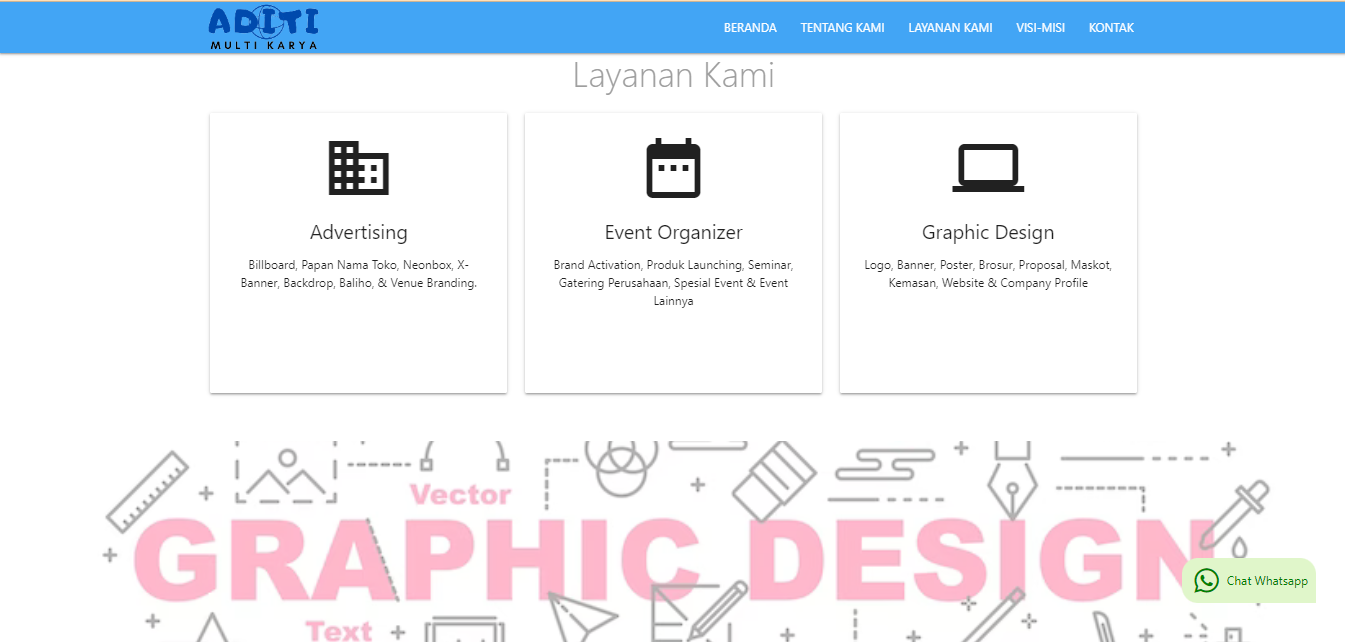 ADITI
MULTI KARYA
BERANDA TENTANG KAMI LAYANAN KAMI VISI-MISI KONTAK
Layanan Kami
Advertising
Billboard, Papan Nama Toko, Neonbox, X-
Banner, Backdrop, Baliho, & Venue Branding.
Event Organizer
Brand Activation, Produk Launching, Seminar,
Gatering Perusahaan, Spesial Event & Event
Lainnya
Graphic Design
Logo, Banner, Poster, Brosur, Proposal, Maskot,
Kemasan, Website & Company Profile
Vector
GRAPHIC DESIGN
Chat Whatsapp
Text